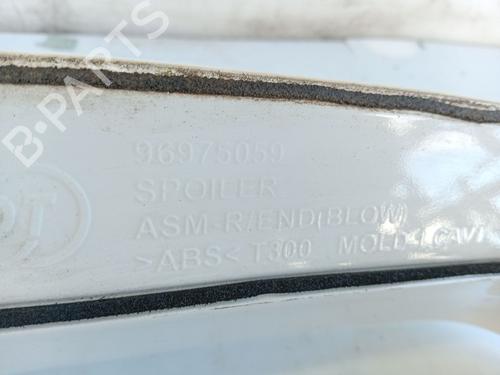 B-PARTS
96975059
SPOILER
ASM-R/END(BLOW)
>ABS< T300 MOLD-1 CAV/